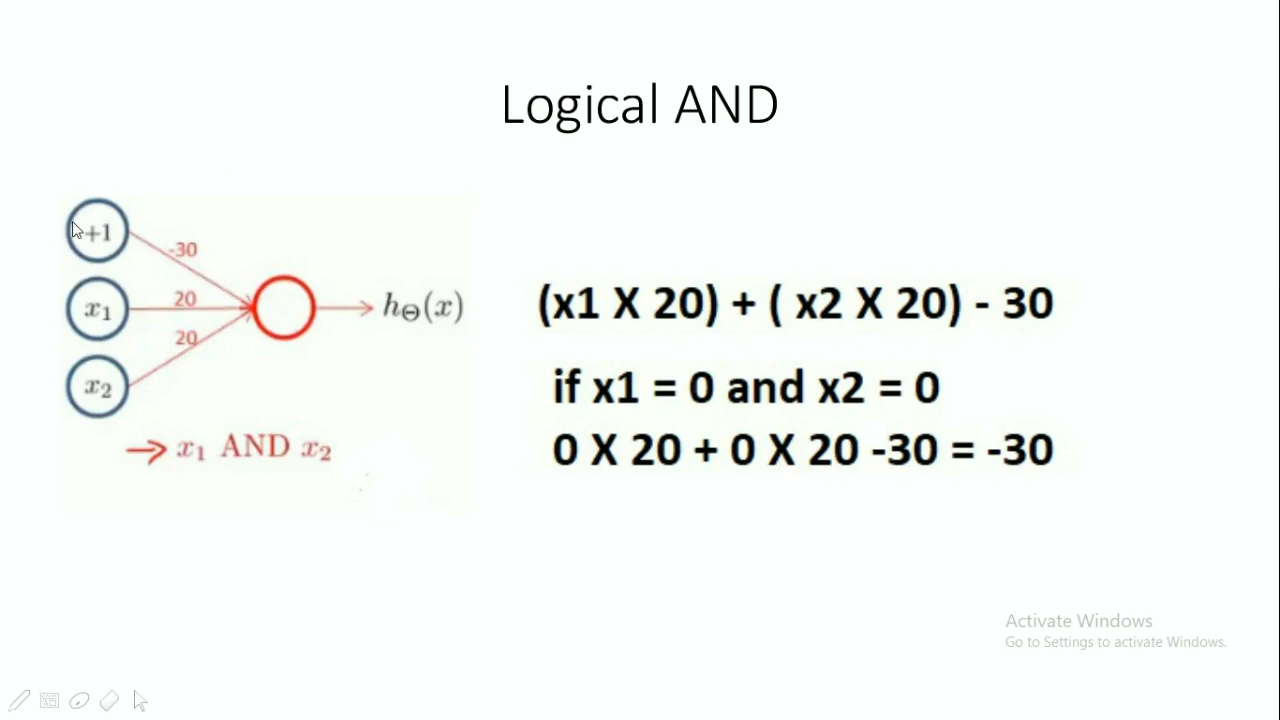 Logical AND
+1
-30
x₁
20
20
x₂
hΘ(x)
→ x₁ AND x₂
(x1 X 20) + ( x2 X 20) - 30
if x1 = 0 and x2 = 0
0 X 20 + 0 X 20 -30 = -30
Activate Windows
Go to Settings to activate Windows.